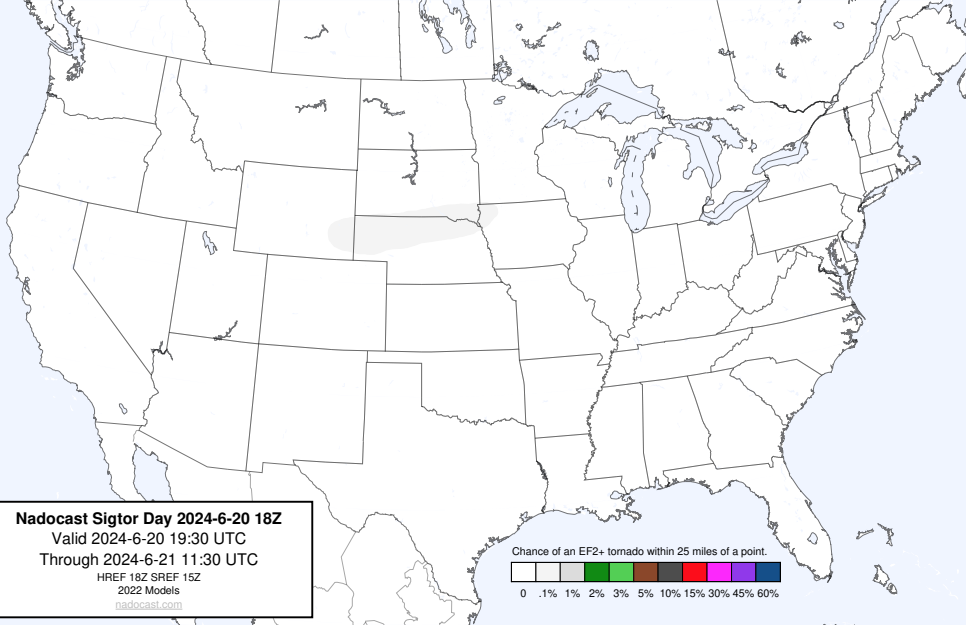 Nadocast Sigtor Day 2024-6-20 18Z
Valid 2024-6-20 19:30 UTC
Through 2024-6-21 11:30 UTC
HREF 18Z SREF 15Z
2022 Models
nadocast.com
Chance of an EF2+ tornado within 25 miles of a point.
0 .1% 1% 2% 3% 5% 10% 15% 30% 45% 60%